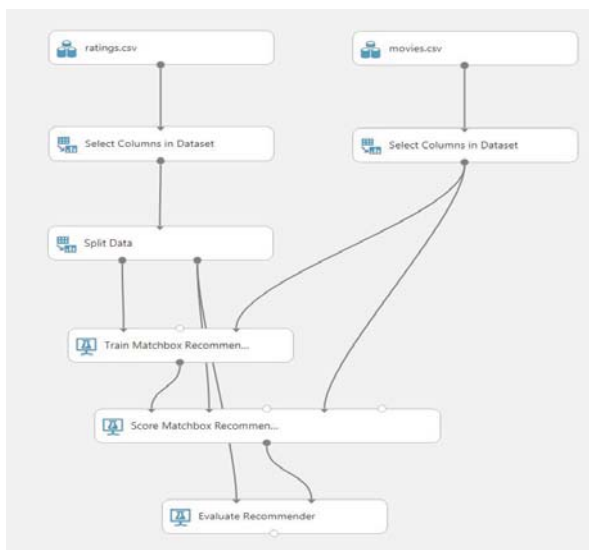 ratings.csv
movies.csv
Select Columns in Dataset
Select Columns in Dataset
Split Data
Train Matchbox Recommen...
Score Matchbox Recommen...
Evaluate Recommender